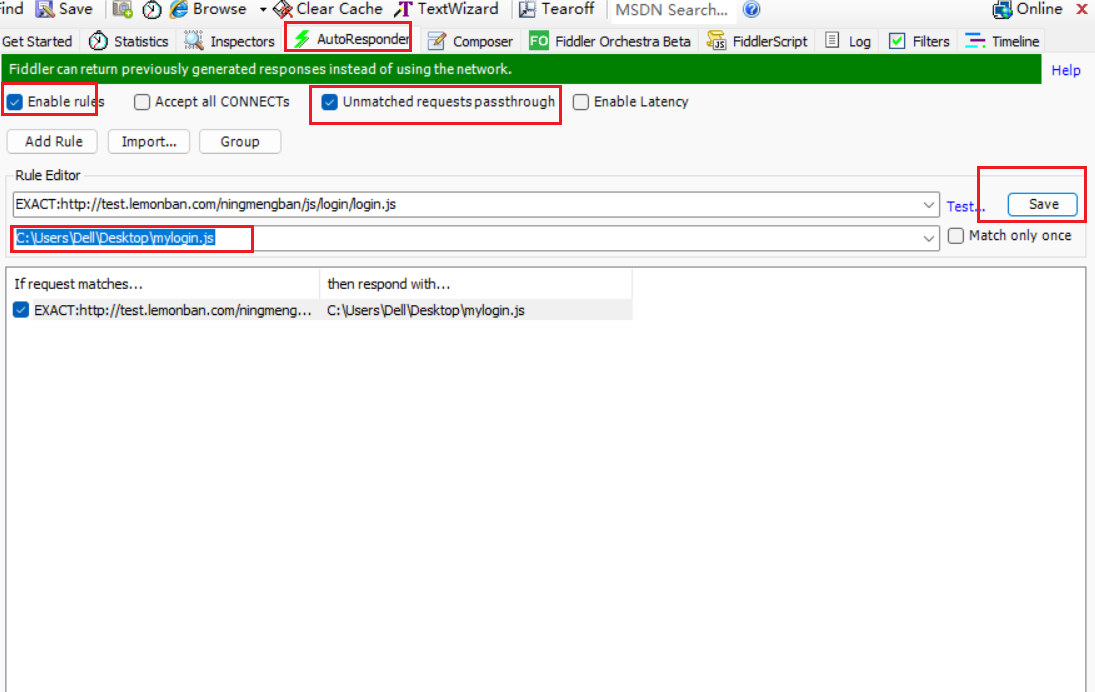 ind Save Browse Clear Cache TextWizard Tearoff MSDN Search... Online x
Get Started Statistics Inspectors AutoResponder Composer FO Fiddler Orchestra Beta FiddlerScript Log Filters Timeline
Fiddler can return previously generated responses instead of using the network. Help
Enable rules Accept all CONNECTs Unmatched requests passthrough Enable Latency
Add Rule Import... Group
Rule Editor
EXACT:http://test.lemonban.com/ningmengban/js/login/login.js Test... Save
C:\Users\Dell\Desktop\mylogin.js Match only once
If request matches... then respond with...
EXACT:http://test.lemonban.com/ningmeng... C:\Users\Dell\Desktop\mylogin.js